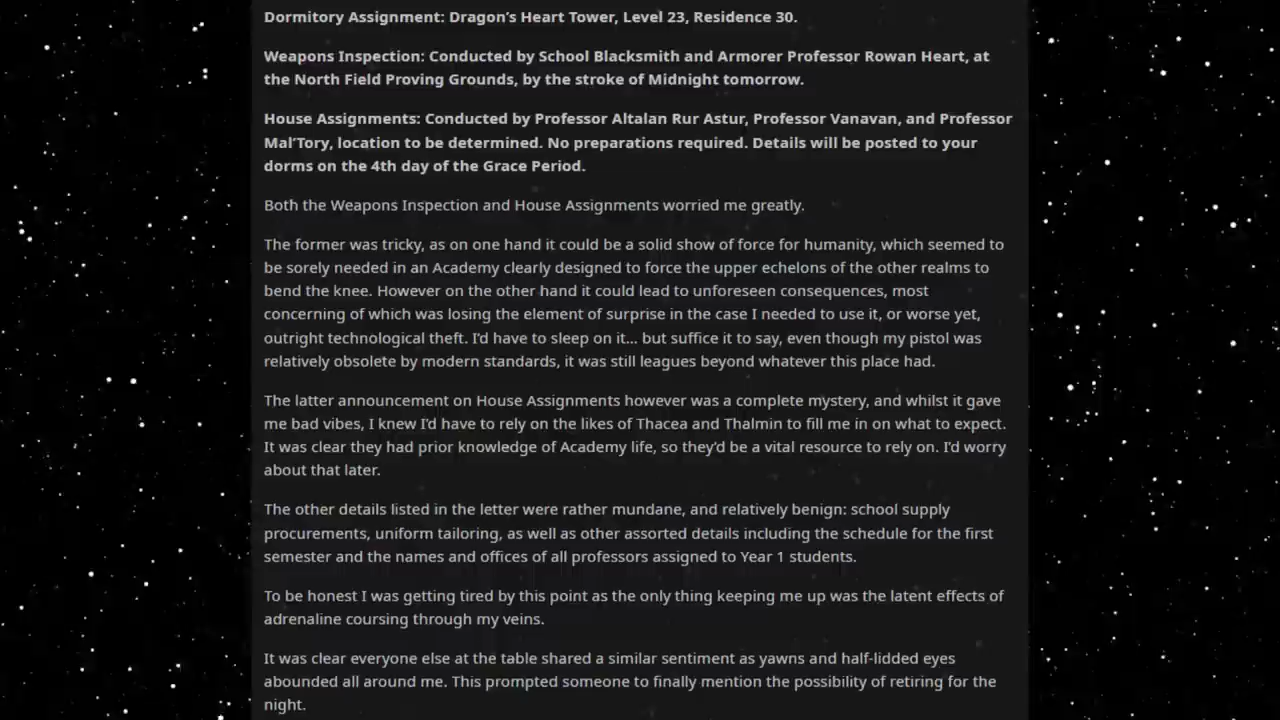 Dormitory Assignment: Dragon’s Heart Tower, Level 23, Residence 30.
Weapons Inspection: Conducted by School Blacksmith and Armorer Professor Rowan Heart, at
the North Field Proving Grounds, by the stroke of Midnight tomorrow.
House Assignments: Conducted by Professor Altalan Rur Astur, Professor Vanavan, and Professor
Mal’Tory, location to be determined. No preparations required. Details will be posted to your
dorms on the 4th day of the Grace Period.
Both the Weapons Inspection and House Assignments worried me greatly.
The former was tricky, as on one hand it could be a solid show of force for humanity, which seemed to
be sorely needed in an Academy clearly designed to force the upper echelons of the other realms to
bend the knee. However on the other hand it could lead to unforeseen consequences, most
concerning of which was losing the element of surprise in the case I needed to use it, or worse yet,
outright technological theft. I’d have to sleep on it… but suffice it to say, even though my pistol was
relatively obsolete by modern standards, it was still leagues beyond whatever this place had.
The latter announcement on House Assignments however was a complete mystery, and whilst it gave
me bad vibes, I knew I’d have to rely on the likes of Thacea and Thalmin to fill me in on what to expect.
It was clear they had prior knowledge of Academy life, so they’d be a vital resource to rely on. I’d worry
about that later.
The other details listed in the letter were rather mundane, and relatively benign: school supply
procurements, uniform tailoring, as well as other assorted details including the schedule for the first
semester and the names and offices of all professors assigned to Year 1 students.
To be honest I was getting tired by this point as the only thing keeping me up was the latent effects of
adrenaline coursing through my veins.
It was clear everyone else at the table shared a similar sentiment as yawns and half-lidded eyes
abounded all around me. This prompted someone to finally mention the possibility of retiring for the
night.